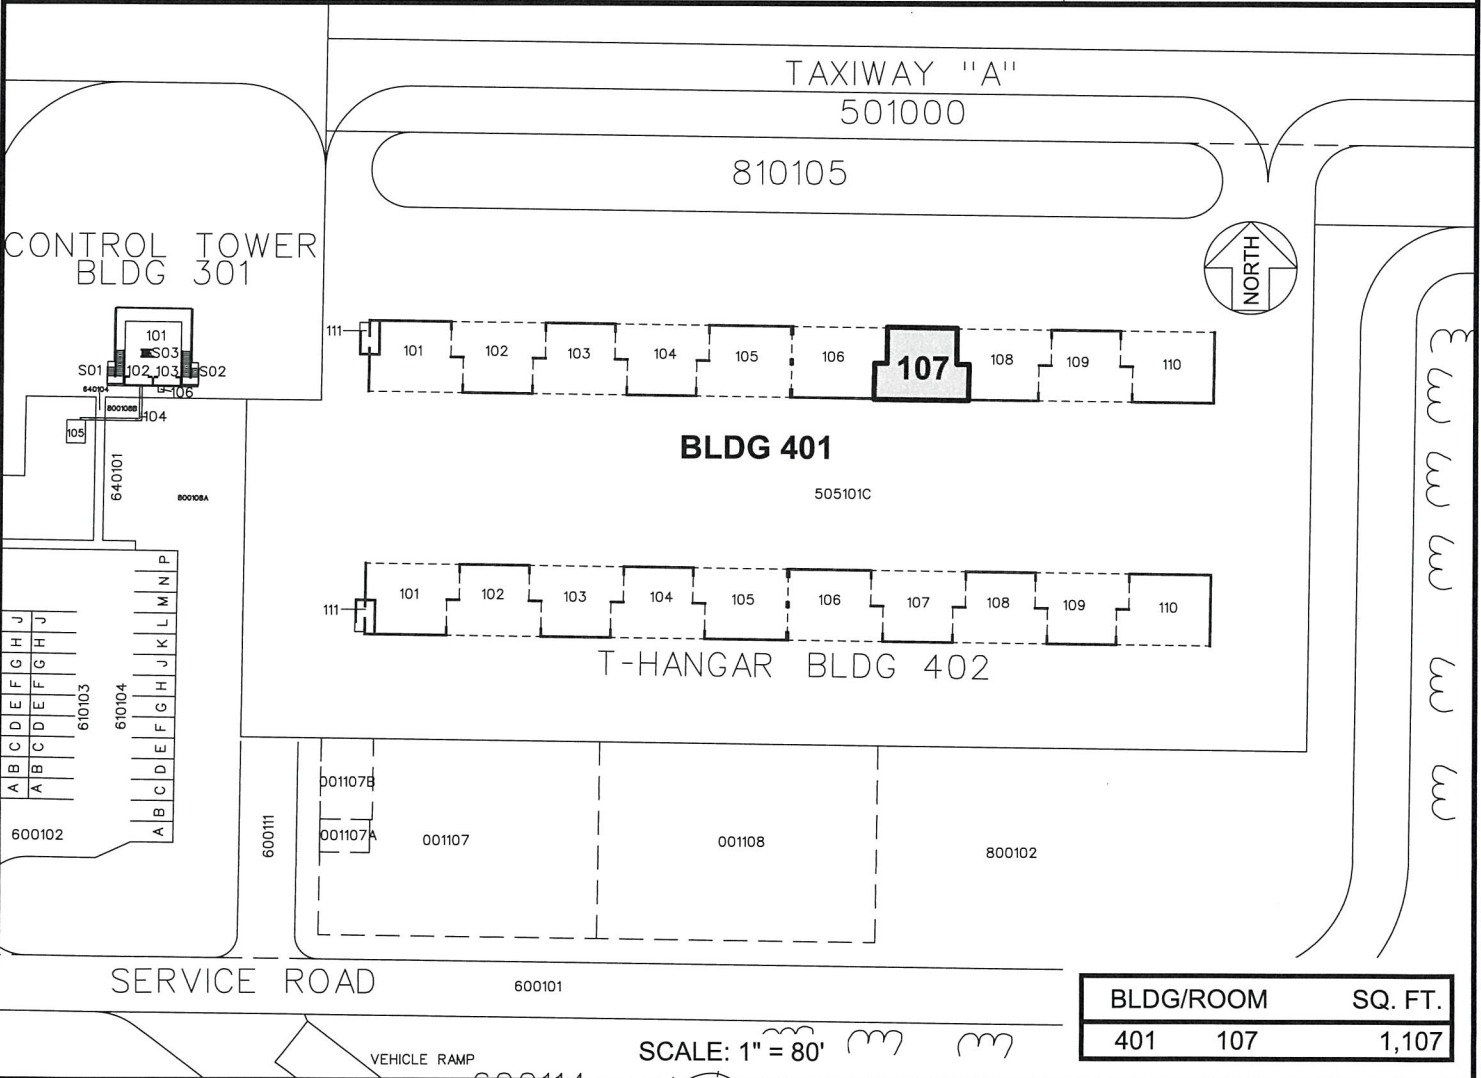 TAXIWAY "A"
501000
810105
CONTROL TOWER
BLDG 301
NORTH
101
S03
S01
102
103
S02
106
640104
800108B
104
105
640101
800108A
111
101
102
103
104
105
106
107
108
109
110
BLDG 401
505101C
111
101
102
103
104
105
106
107
108
109
110
T-HANGAR BLDG 402
A B C D E F G H J
A B C D E F G H J
610103
610104
A B C D E F G H J K L M N P
600102
600111
001107B
001107A
001107
001108
800102
SERVICE ROAD
600101
VEHICLE RAMP
SCALE: 1" = 80'
BLDG/ROOM SQ. FT.
401 107 1,107